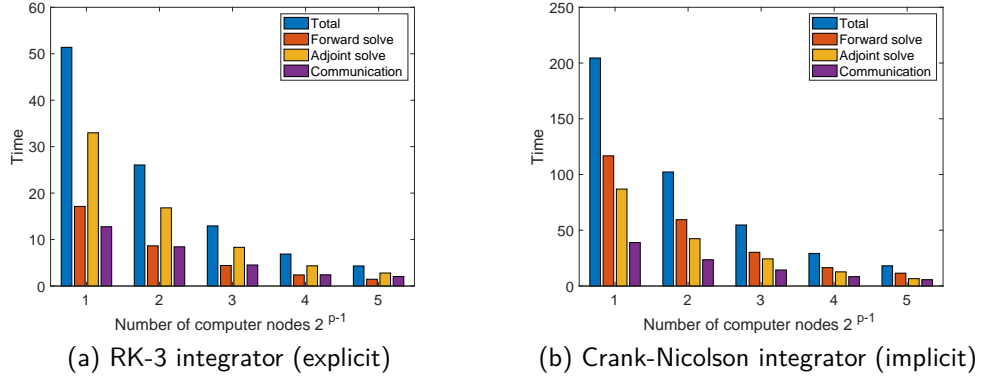 60
50
40
30
20
10
0
Time
Total
Forward solve
Adjoint solve
Communication
1 2 3 4 5
Number of computer nodes 2 p-1
(a) RK-3 integrator (explicit)
250
200
150
100
50
0
Time
Total
Forward solve
Adjoint solve
Communication
1 2 3 4 5
Number of computer nodes 2 p-1
(b) Crank-Nicolson integrator (implicit)